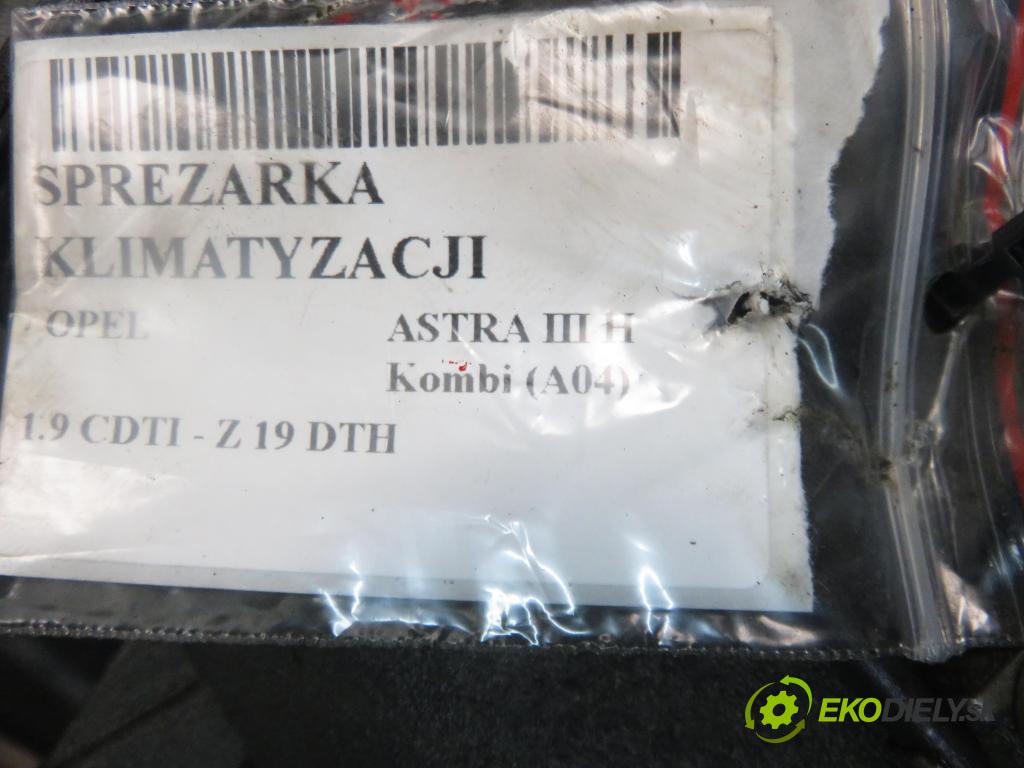 SPREZARKA
KLIMATYZACJI
OPEL ASTRA III H
Kombi (A04)
1.9 CDTI - Z 19 DTH
EKODIELY.SK